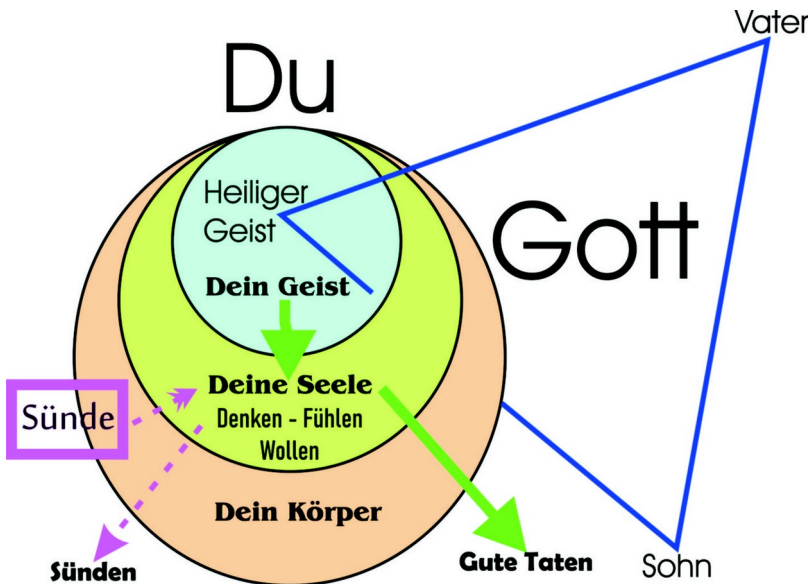 Vater
Du
Heiliger
Geist
Gott
Dein Geist
Deine Seele
Sünde
Denken - Fühlen
Wollen
Dein Körper
Sünden
Gute Taten
Sohn